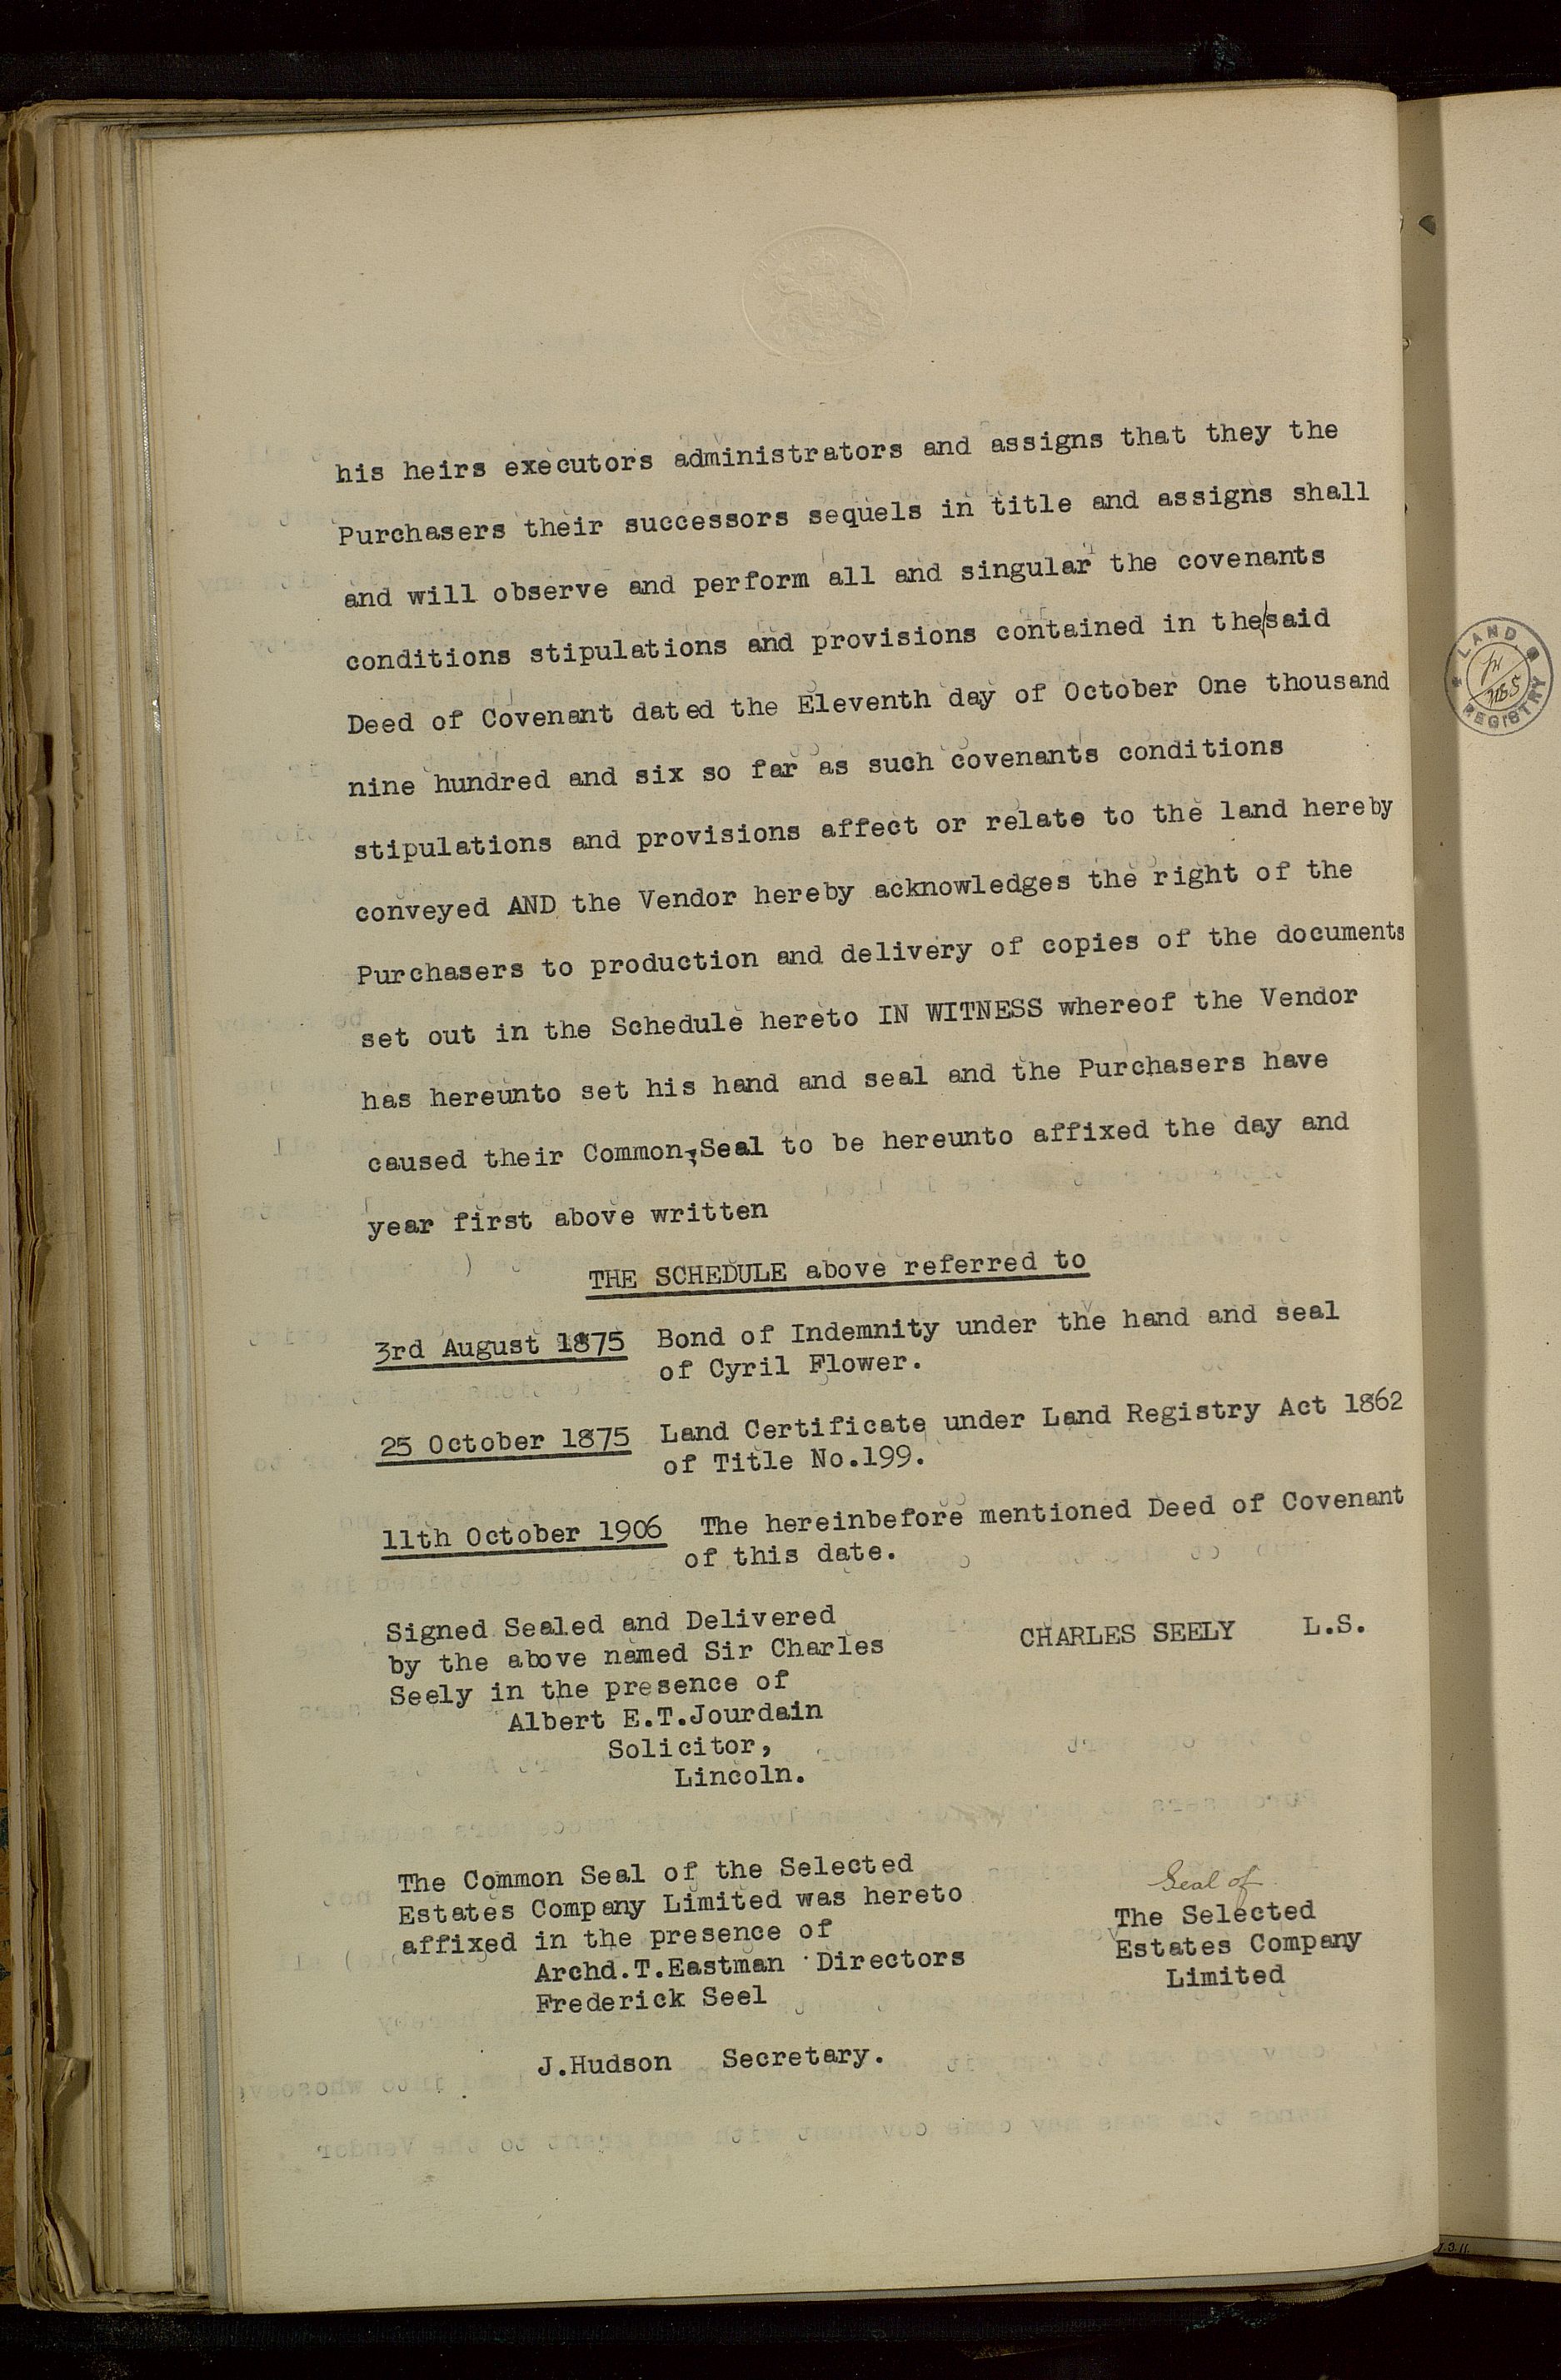 his heirs executors administrators and assigns that they the
Purchasers their successors sequels in title and assigns shall
and will observe and perform all and singular the covenants
conditions stipulations and provisions contained in the/said
Deed of Covenant dated the Eleventh day of October One thousand
nine hundred and six so far as such covenants conditions
stipulations and provisions affect or relate to the land hereby
conveyed AND the Vendor hereby acknowledges the right of the
Purchasers to production and delivery of copies of the documents
set out in the Schedule hereto IN WITNESS whereof the Vendor
has hereunto set his hand and seal and the Purchasers have
caused their Common Seal to be hereunto affixed the day and
year first above written
THE SCHEDULE above referred to
3rd August 1875 Bond of Indemnity under the hand and seal
of Cyril Flower.
25 October 1875 Land Certificate under Land Registry Act 1862
of Title No.199.
11th October 1906 The hereinbefore mentioned Deed of Covenant
of this date.
Signed Sealed and Delivered
by the above named Sir Charles
Seely in the presence of
Albert E.T.Jourdain
Solicitor,
Lincoln.
CHARLES SEELY L.S.
The Common Seal of the Selected
Estates Company Limited was hereto
affixed in the presence of
Archd.T.Eastman Directors
Frederick Seel
J.Hudson Secretary.
Seal of
The Selected
Estates Company
Limited
LAND REGISTRY